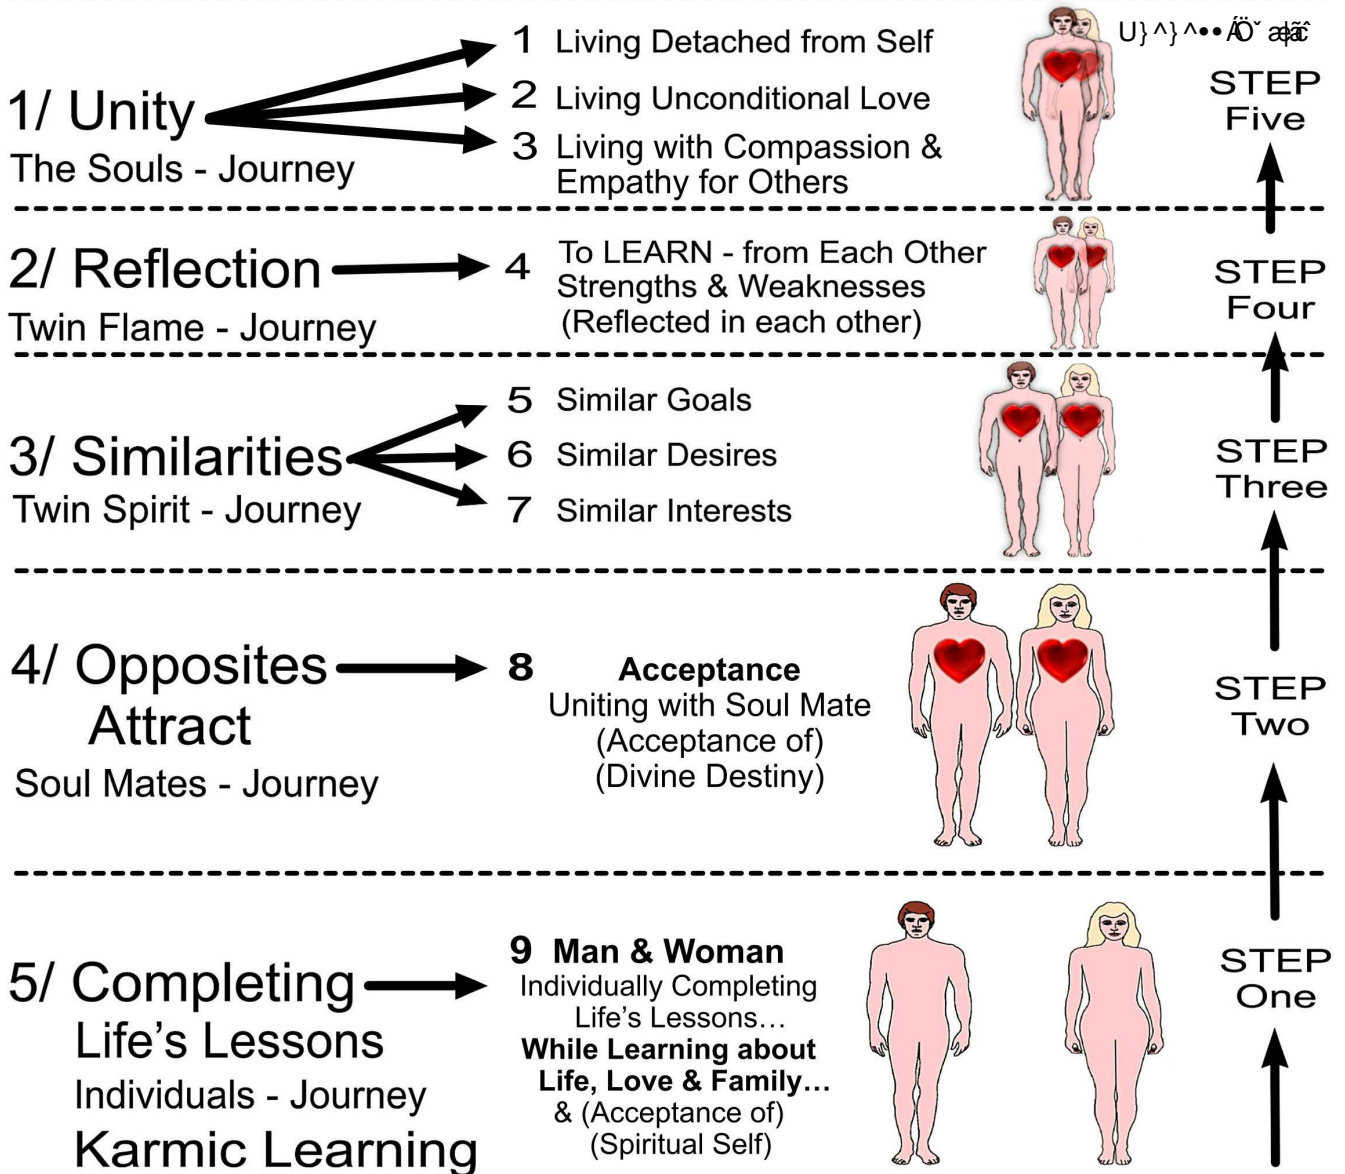 1/ Unity
The Souls - Journey
1 Living Detached from Self
2 Living Unconditional Love
3 Living with Compassion &
Empathy for Others
STEP
Five
2/ Reflection
Twin Flame - Journey
4 To LEARN - from Each Other
Strengths & Weaknesses
(Reflected in each other)
STEP
Four
3/ Similarities
Twin Spirit - Journey
5 Similar Goals
6 Similar Desires
7 Similar Interests
STEP
Three
4/ Opposites
Attract
Soul Mates - Journey
8 Acceptance
Uniting with Soul Mate
(Acceptance of)
(Divine Destiny)
STEP
Two
5/ Completing
Life’s Lessons
Individuals - Journey
Karmic Learning
9 Man & Woman
Individually Completing
Life’s Lessons…
While Learning about
Life, Love & Family…
& (Acceptance of)
(Spiritual Self)
STEP
One